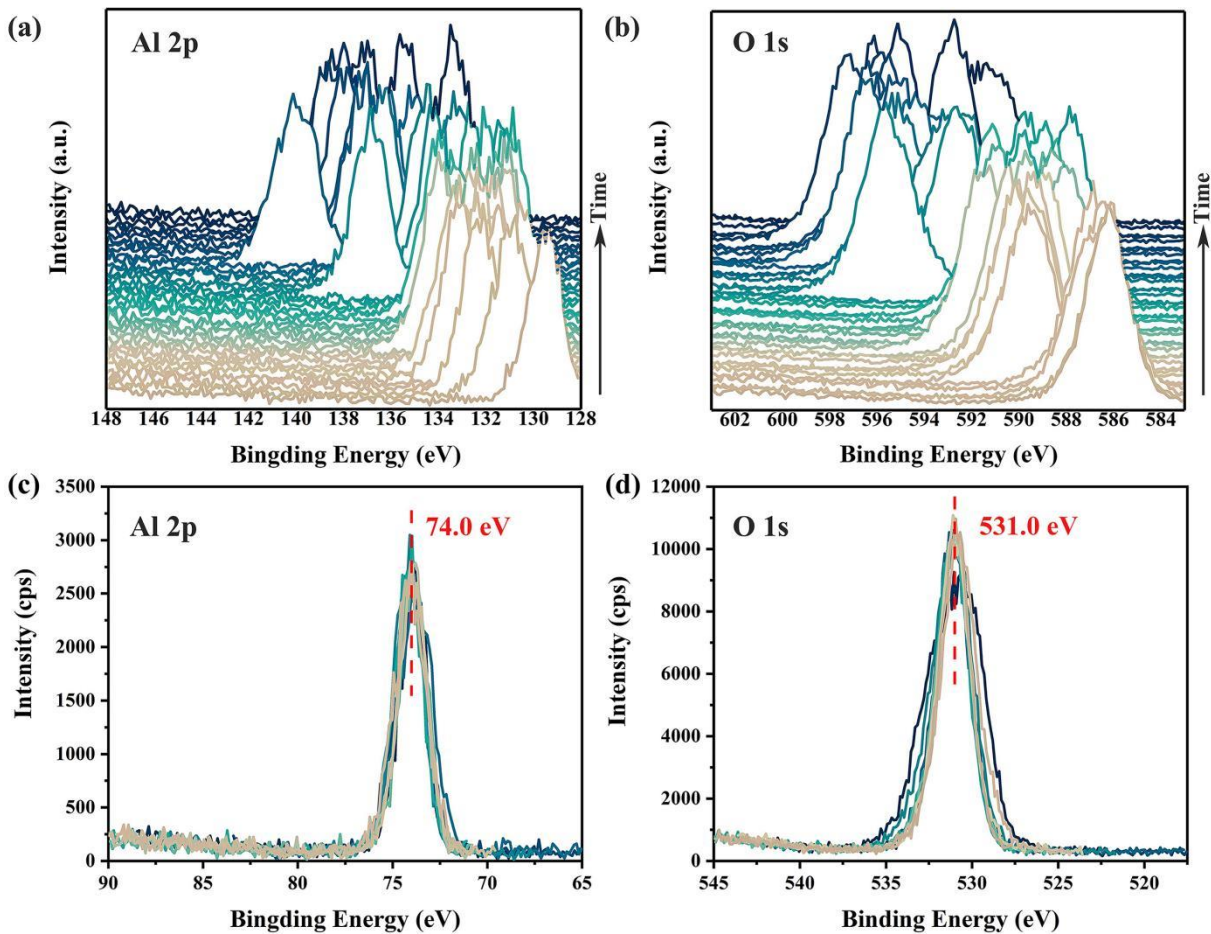 (a)
Al 2p
Intensity (a.u.)
Time
148 146 144 142 140 138 137 135 134 132 130 128
Bingding Energy (eV)
(b)
O 1s
Intensity (a.u.)
Time
602 600 598 596 594 592 590 588 586 584
Binding Energy (eV)
(c)
Al 2p
74.0 eV
3500
3000
2500
2000
1500
1000
500
0
Intensity (cps)
90 85 80 75 70 65
Bingding Energy (eV)
(d)
O 1s
531.0 eV
12000
10000
8000
6000
4000
2000
0
Intensity (cps)
545 540 535 530 525 520
Binding Energy (eV)